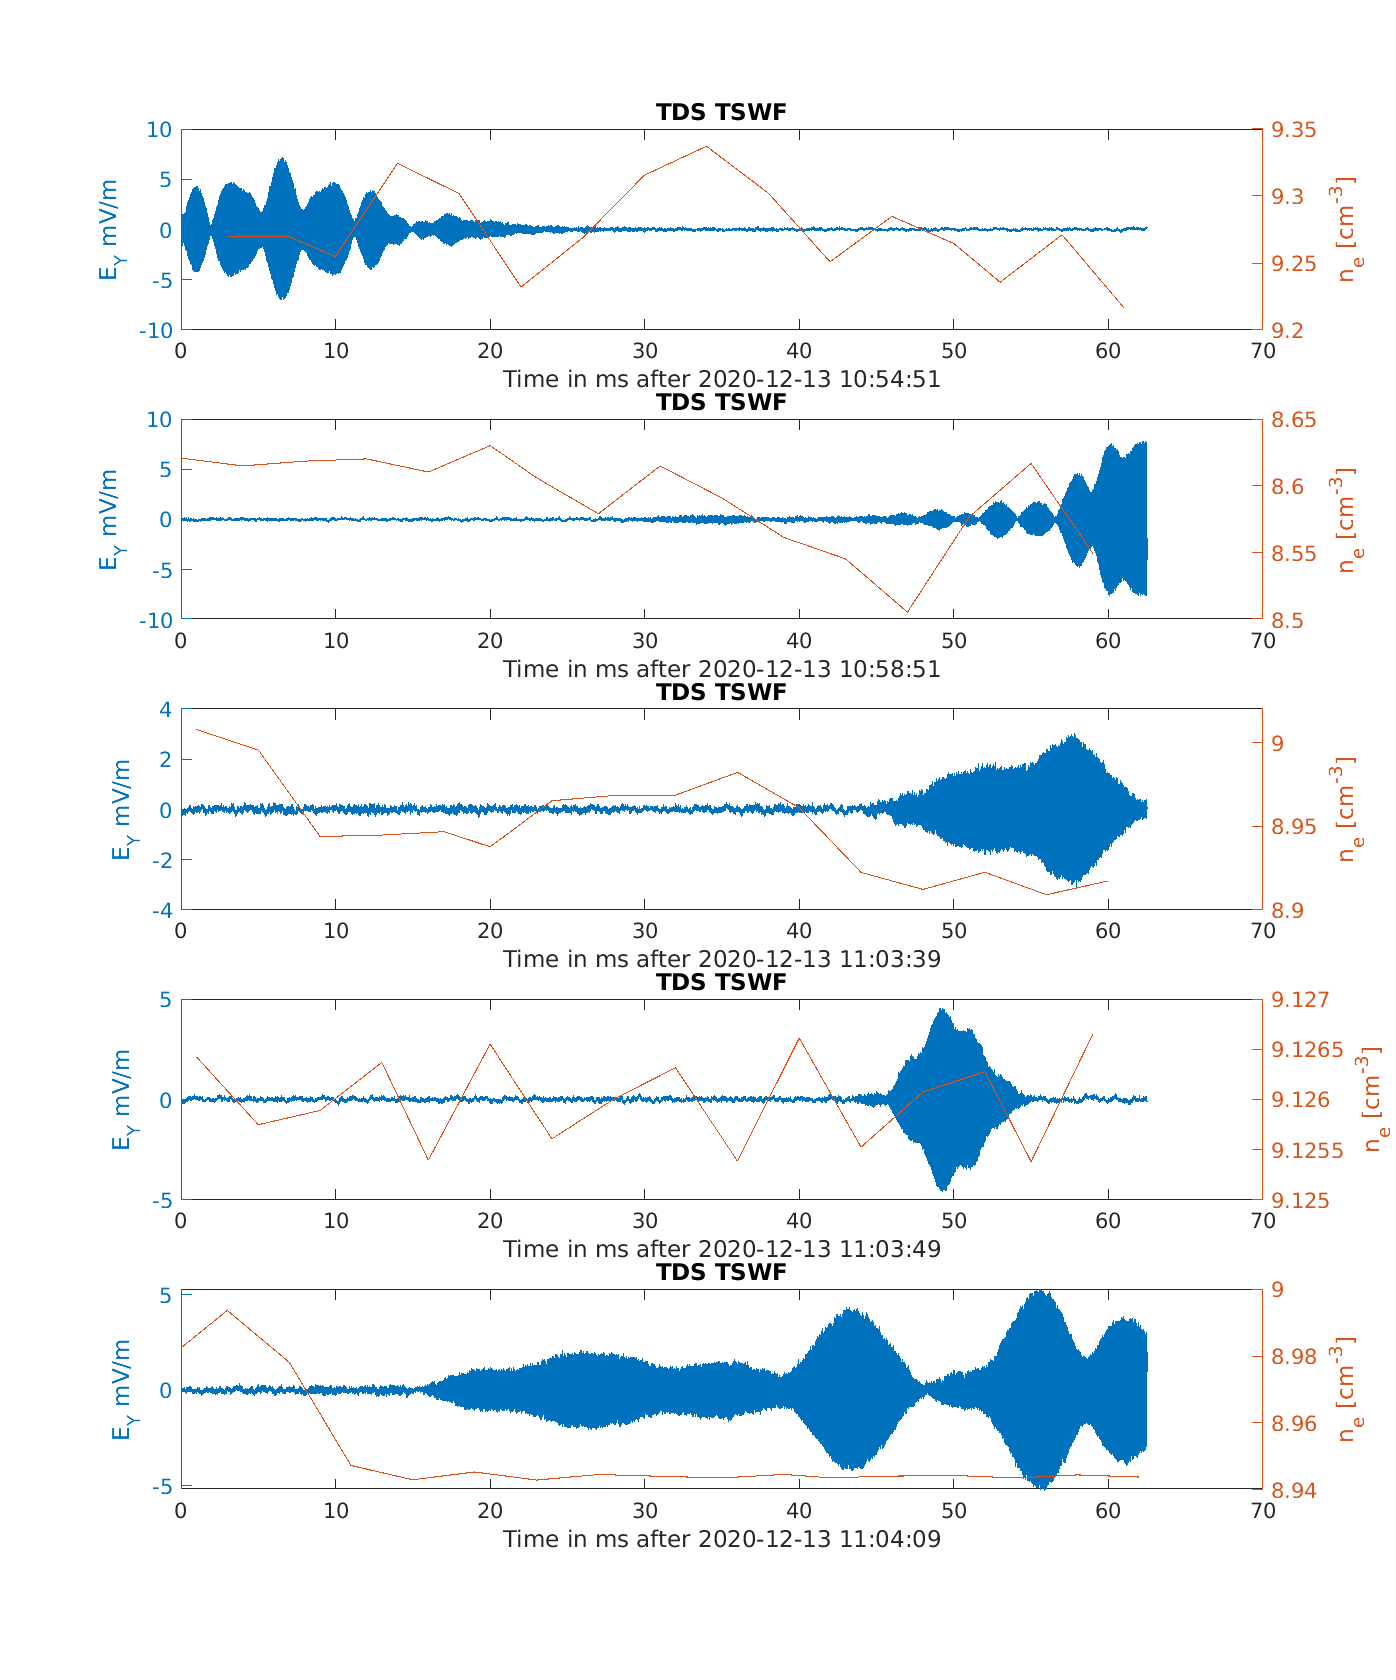 TDS TSWF
10
5
0
-5
-10
E_Y mV/m
9.35
9.3
9.25
9.2
n_e [cm^-3]
0 10 20 30 40 50 60 70
Time in ms after 2020-12-13 10:54:51
TDS TSWF
10
5
0
-5
-10
E_Y mV/m
8.65
8.6
8.55
8.5
n_e [cm^-3]
0 10 20 30 40 50 60 70
Time in ms after 2020-12-13 10:58:51
TDS TSWF
4
2
0
-2
-4
E_Y mV/m
9
8.95
8.9
n_e [cm^-3]
0 10 20 30 40 50 60 70
Time in ms after 2020-12-13 11:03:39
TDS TSWF
5
0
-5
E_Y mV/m
9.127
9.1265
9.126
9.1255
9.125
n_e [cm^-3]
0 10 20 30 40 50 60 70
Time in ms after 2020-12-13 11:03:49
TDS TSWF
5
0
-5
E_Y mV/m
9
8.98
8.96
8.94
n_e [cm^-3]
0 10 20 30 40 50 60 70
Time in ms after 2020-12-13 11:04:09